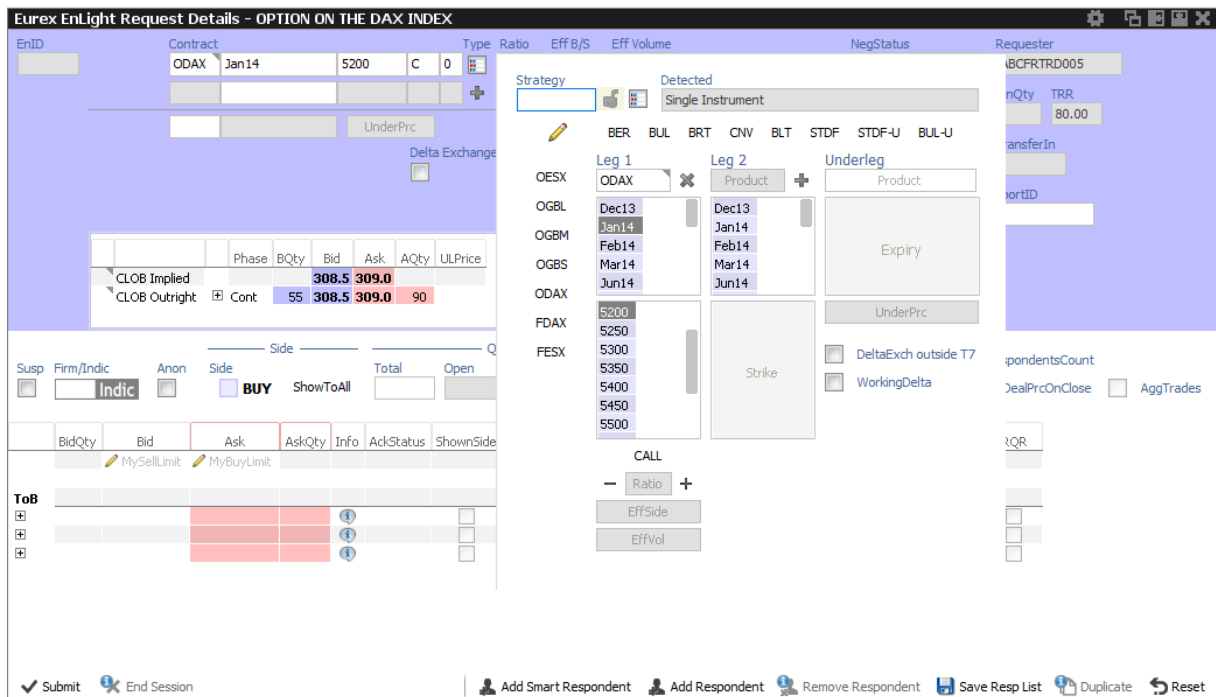 Eurex EnLight Request Details - OPTION ON THE DAX INDEX
EnID Contract Type Ratio Eff B/S Eff Volume NegStatus Requester
ODAX Jan14 5200 C 0 ABCFRTRD005
UnderPrc
Delta Exchange
TRR
80.00
Strategy Detected
Single Instrument
BER BUL BRT CNV BLT STDF STDF-U BUL-U
Leg 1 Leg 2 Underleg
ODAX Product Product
OESX
OGBL
OGBM
OGBS
ODAX
FDAX
FESX
Dec13
Jan14
Feb14
Mar14
Jun14
Dec13
Jan14
Feb14
Mar14
Jun14
Expiry
5200
5250
5300
5350
5400
5450
5500
Strike
UnderPrc
DeltaExch outside T7
WorkingDelta
CALL
Ratio
EffSide
EffVol
Phase BQty Bid Ask AQty ULPrice
CLOB Implied 308.5 309.0
CLOB Outright Cont 55 308.5 309.0 90
Side
Susp Firm/Indic Anon Side Total Open
Indic BUY ShowToAll
DealPrcOnClose AggTrades
BidQty Bid Ask AskQty Info AckStatus ShownSide
MySellLimit MyBuyLimit
ToB
Submit End Session Add Smart Respondent Add Respondent Remove Respondent Save Resp List Duplicate Reset